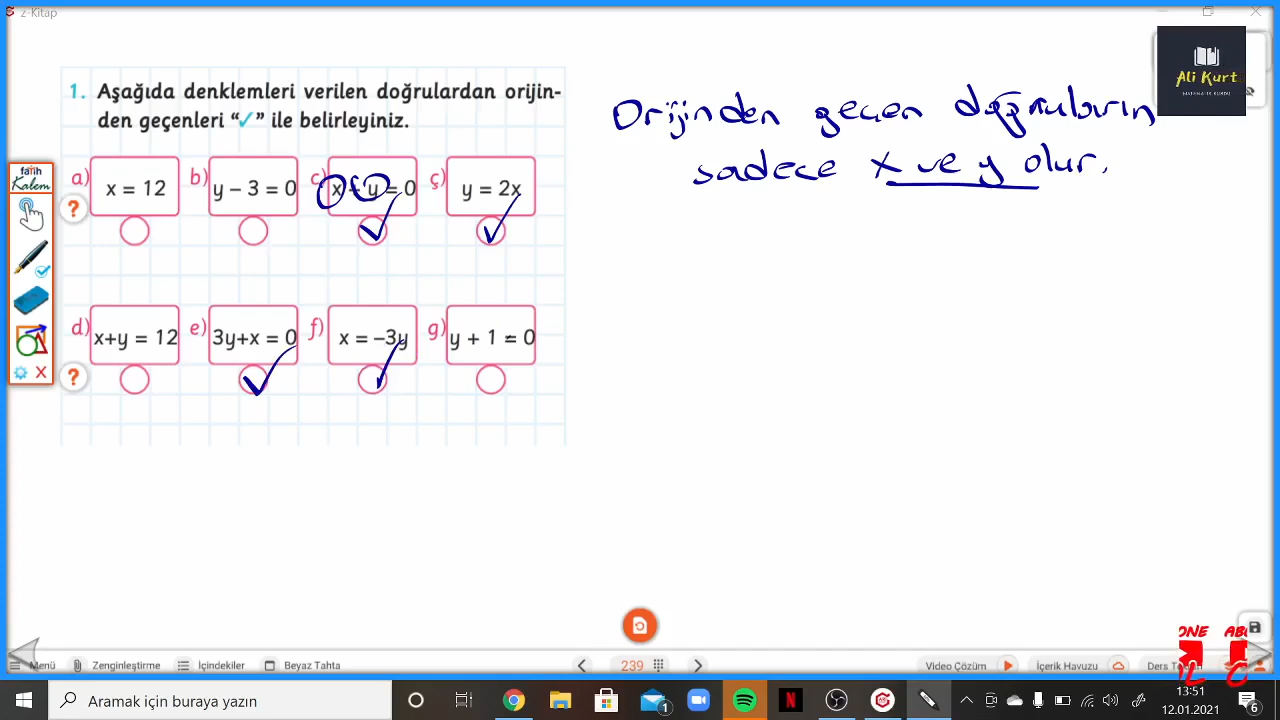 z-Kitap
Ali Kurt
1. Aşağıda denklemleri verilen doğrulardan orijin-
den geçenleri "✓" ile belirleyiniz.
Orijinden geçen doğruların
sadece x ve y olur.
fatih
Kalem
a) x = 12
b) y – 3 = 0
ç) y = 2x
d) x+y = 12
e) 3y+x = 0
f) x = –3y
g) y + 1 = 0
Menü Zenginleştirme İçindekiler Beyaz Tahta 239 Video Çözüm İçerik Havuzu
Aramak için buraya yazın
13:51
12.01.2021